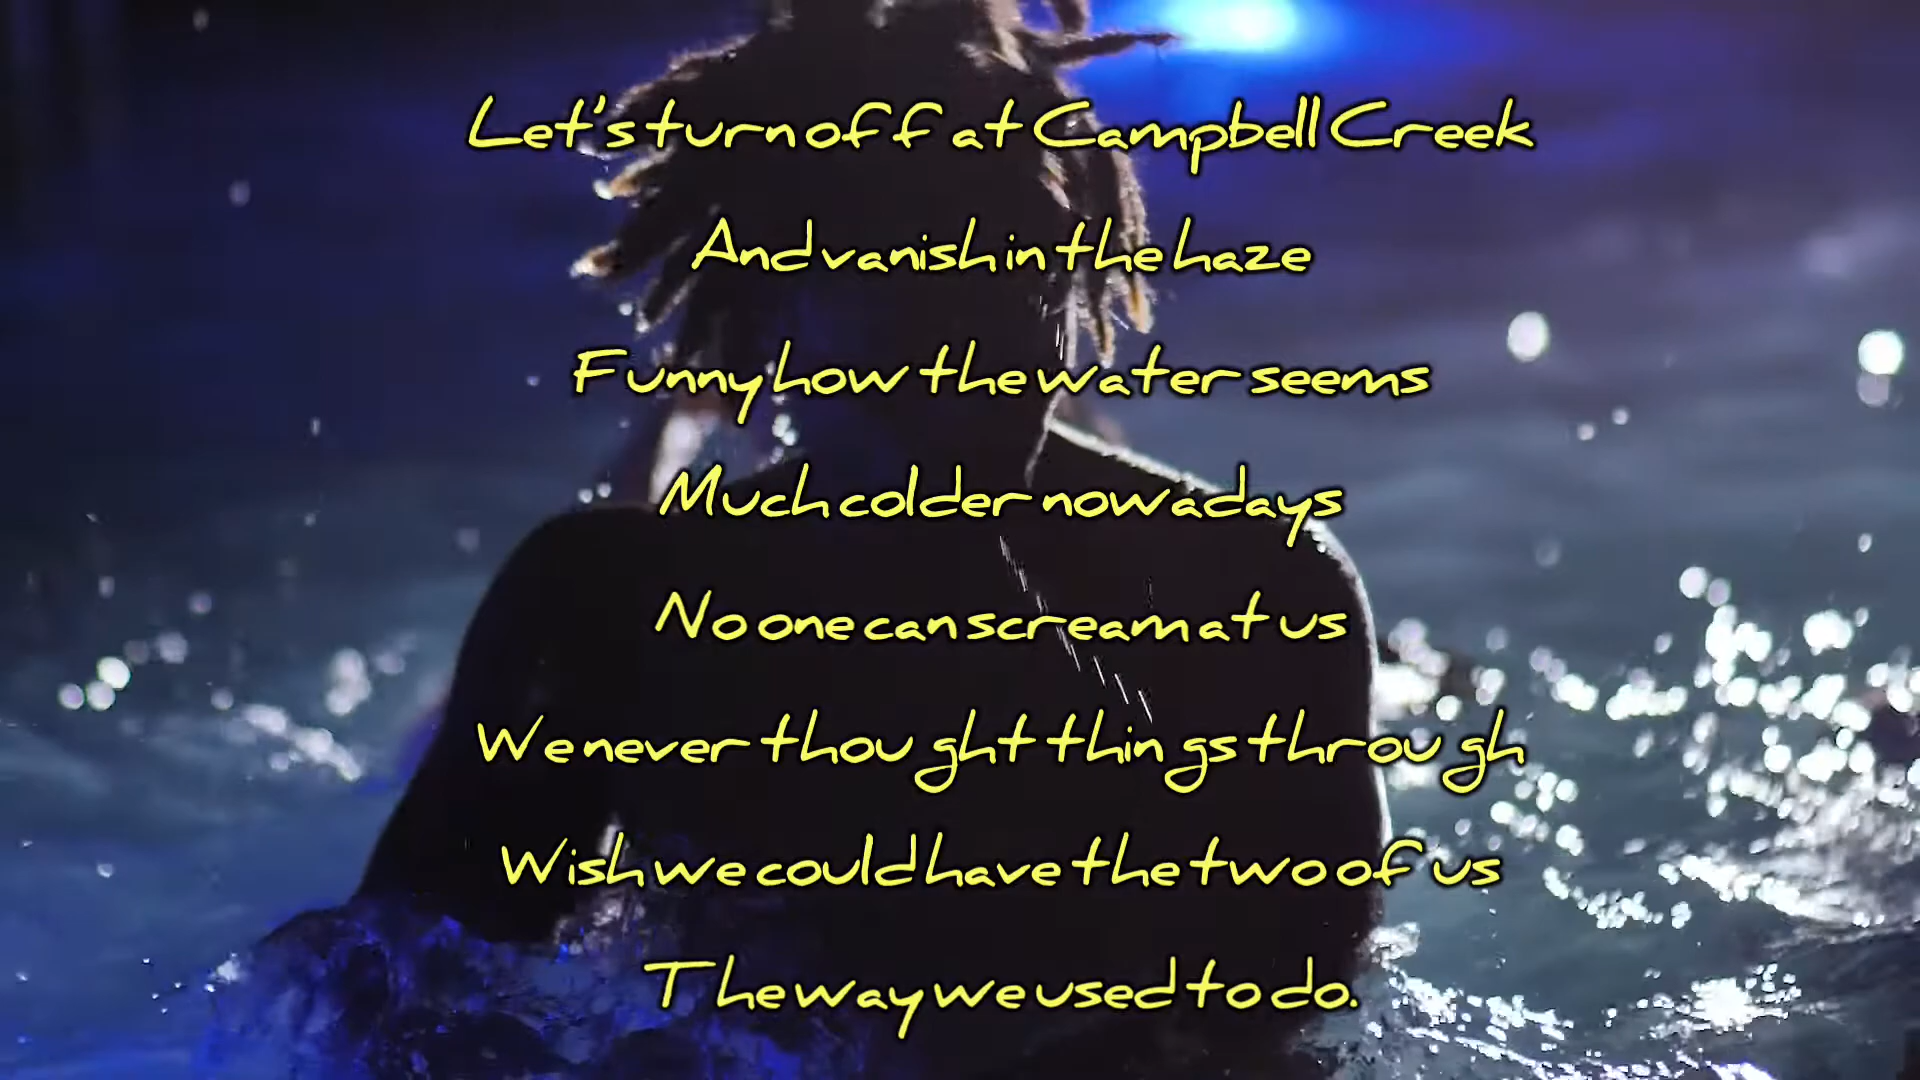 Let's turn off at Campbell Creek
And vanish in the haze
Funny how the water seems
Much colder nowadays
No one can scream at us
We never thought things through
Wish we could have the two of us
The way we used to do.